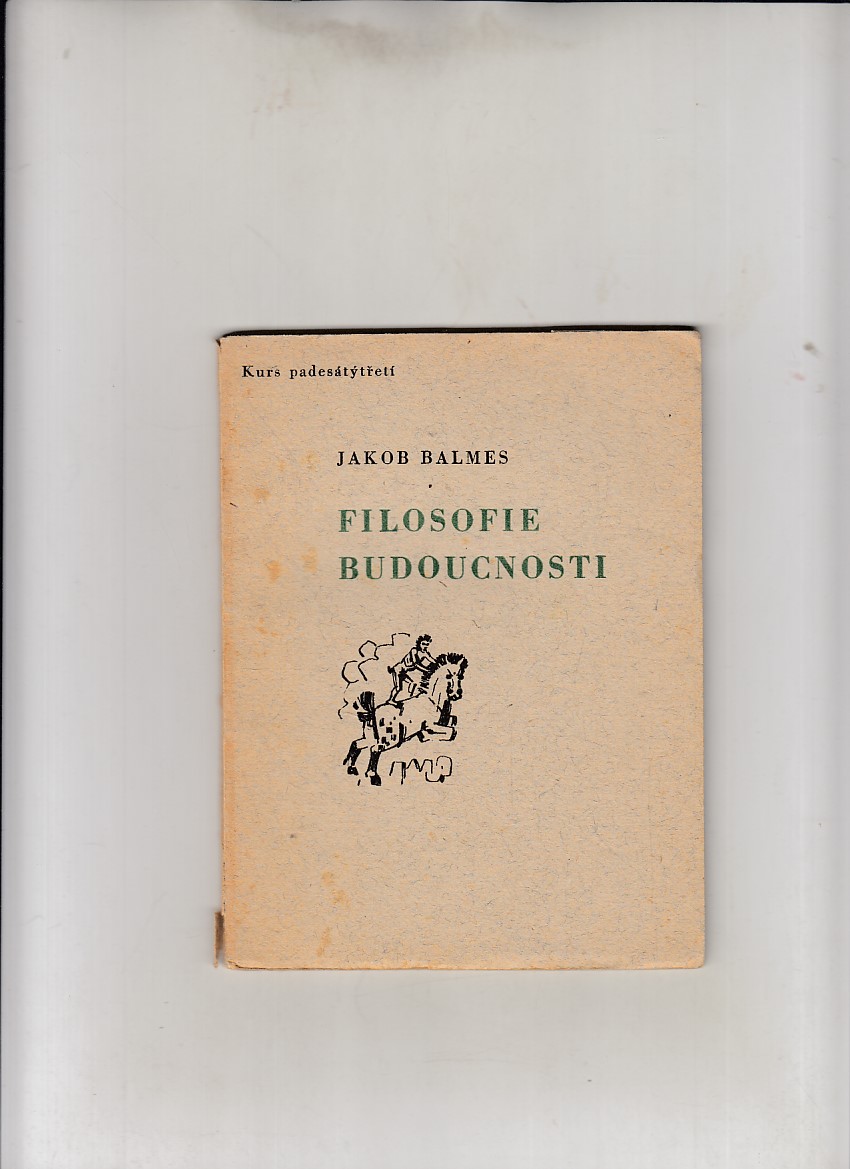 Kurs padesátýtřetí
JAKOB BALMES
FILOSOFIE
BUDOUCNOSTI